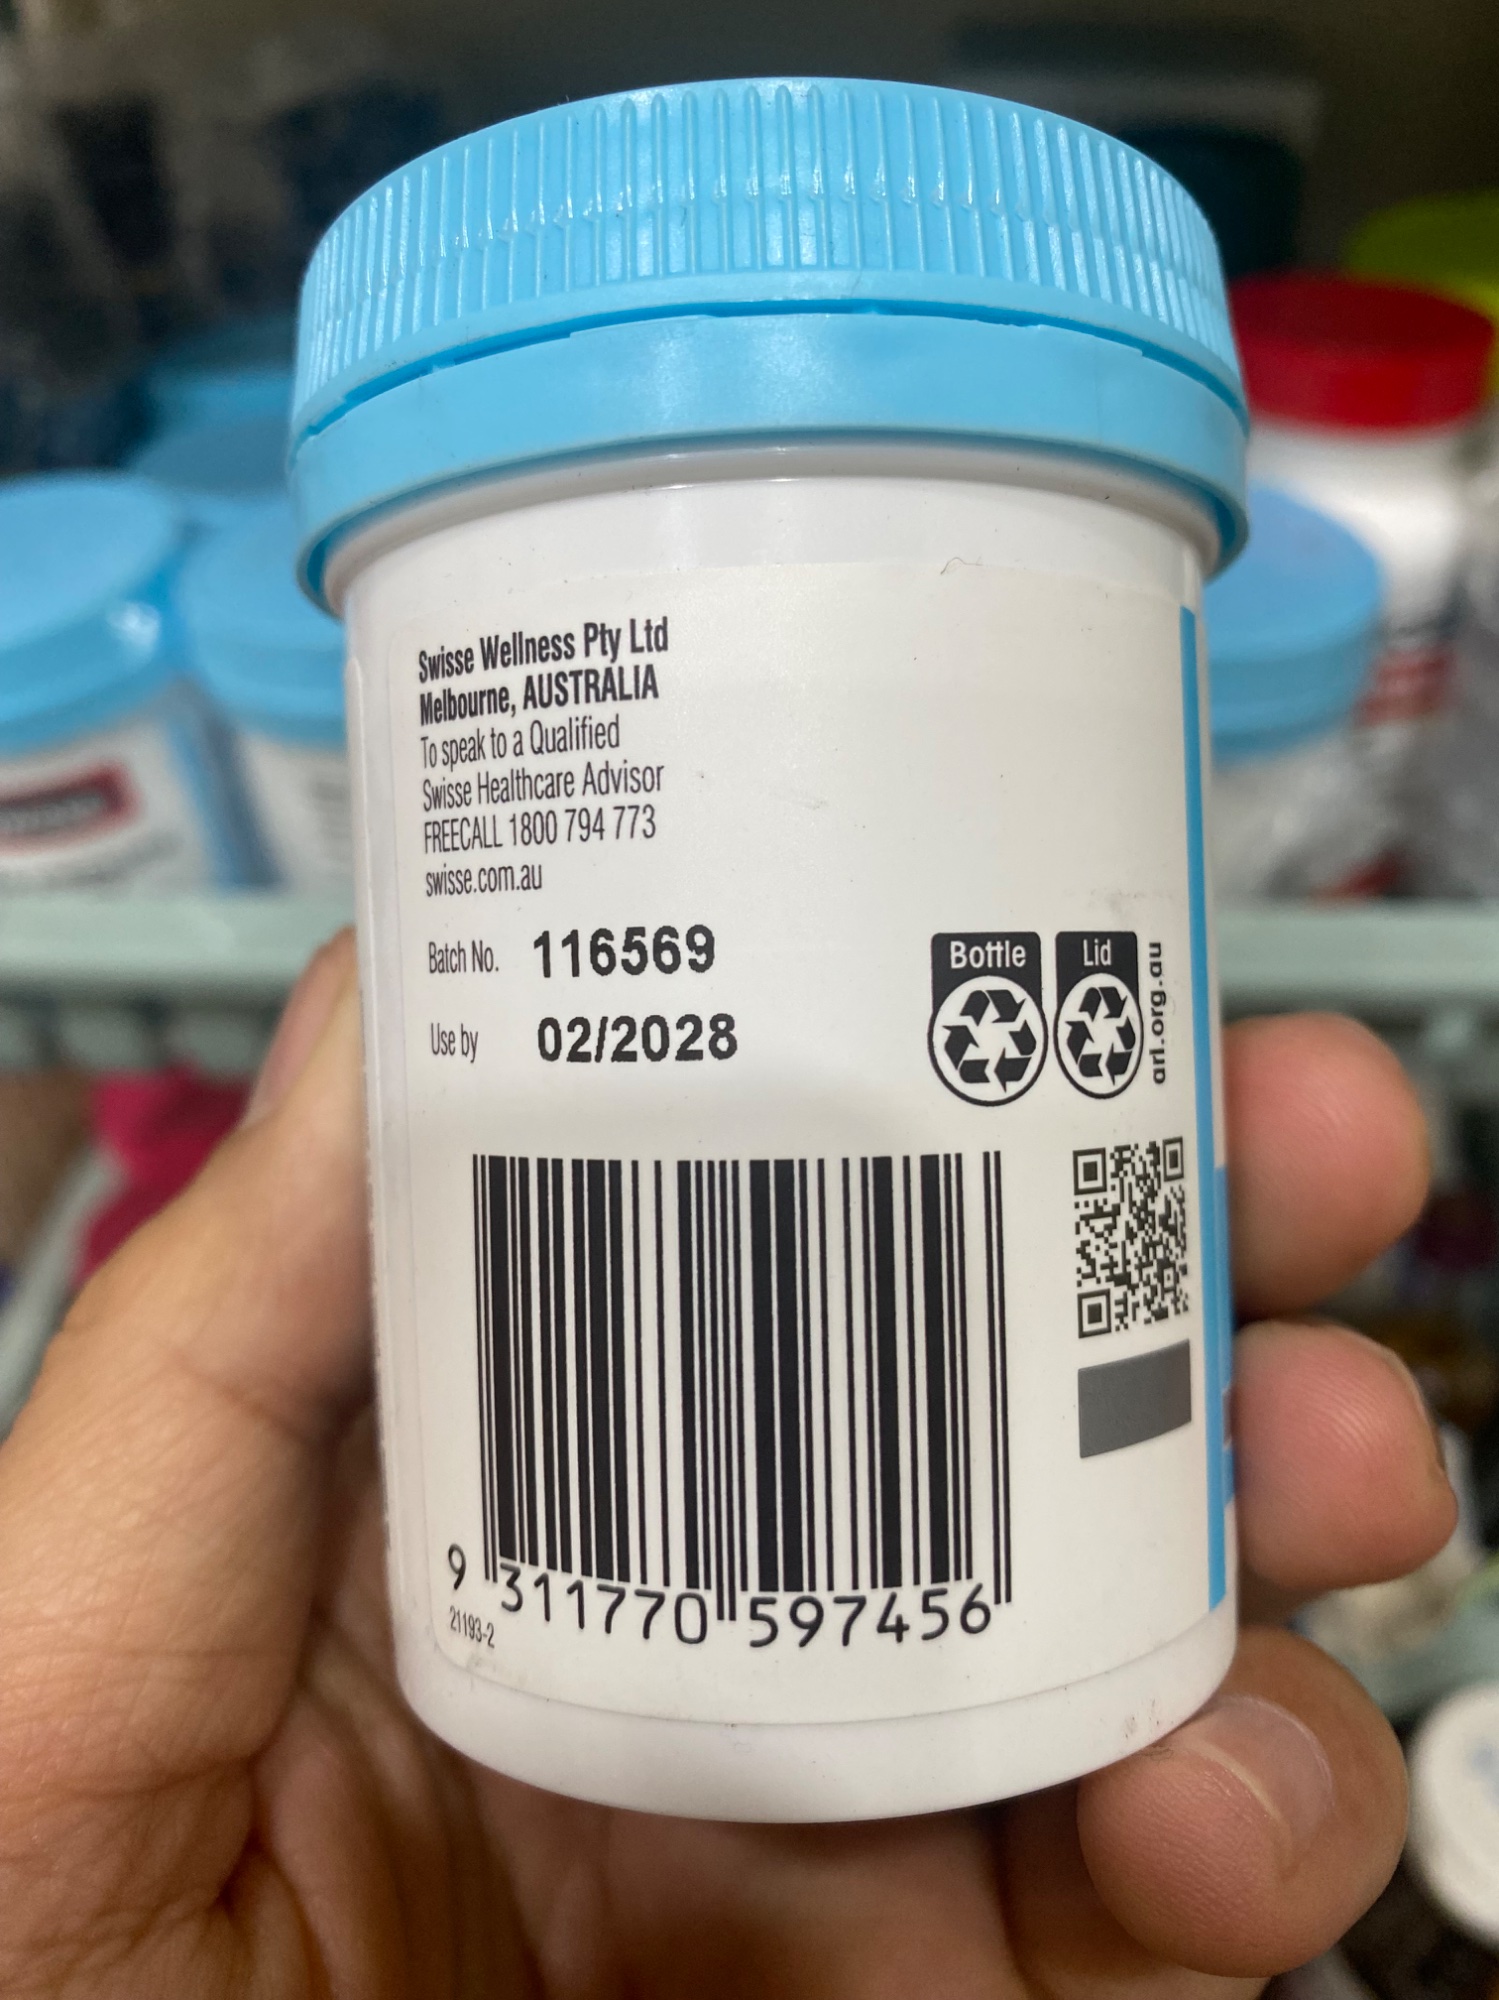 Swisse Wellness Pty Ltd
Melbourne, AUSTRALIA
To speak to a Qualified
Swisse Healthcare Advisor
FREECALL 1800 794 773
swisse.com.au
Batch No. 116569
Use by 02/2028
Bottle
Lid
arl.org.au
9 311770 597456
21193-2